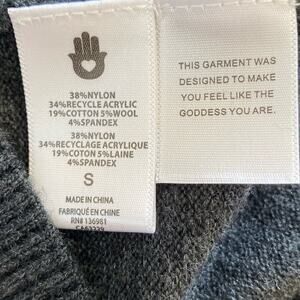 38%NYLON
34%RECYCLE ACRYLIC
19%COTTON 5%WOOL
4%SPANDEX
38%NYLON
34%RECYCLAGE ACRYLIQUE
19%COTTON 5%LAINE
4%SPANDEX
S
MADE IN CHINA
FABRIQUÉ EN CHINE
RN# 136981
THIS GARMENT WAS
DESIGNED TO MAKE
YOU FEEL LIKE THE
GODDESS YOU ARE.